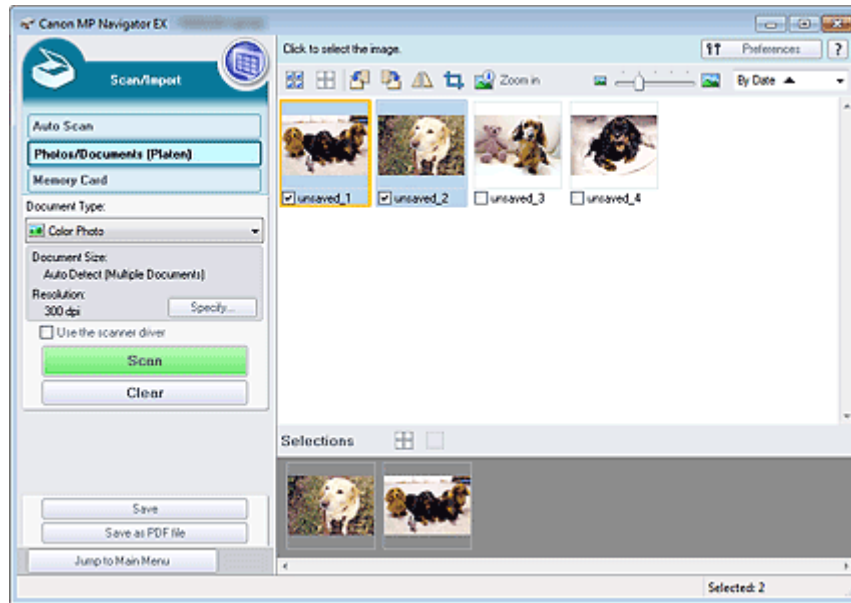 Canon MP Navigator EX
Scan/Import
Auto Scan
Photos/Documents (Platen)
Memory Card
Document Type:
Color Photo
Document Size:
Auto Detect (Multiple Documents)
Resolution:
300 dpi
Specify...
Use the scanner driver
Scan
Clear
Save
Save as PDF file
Jump to Main Menu
Click to select the image.
Preferences
?
Zoom in
By Date
unsaved_1
unsaved_2
unsaved_3
unsaved_4
Selections
Selected: 2